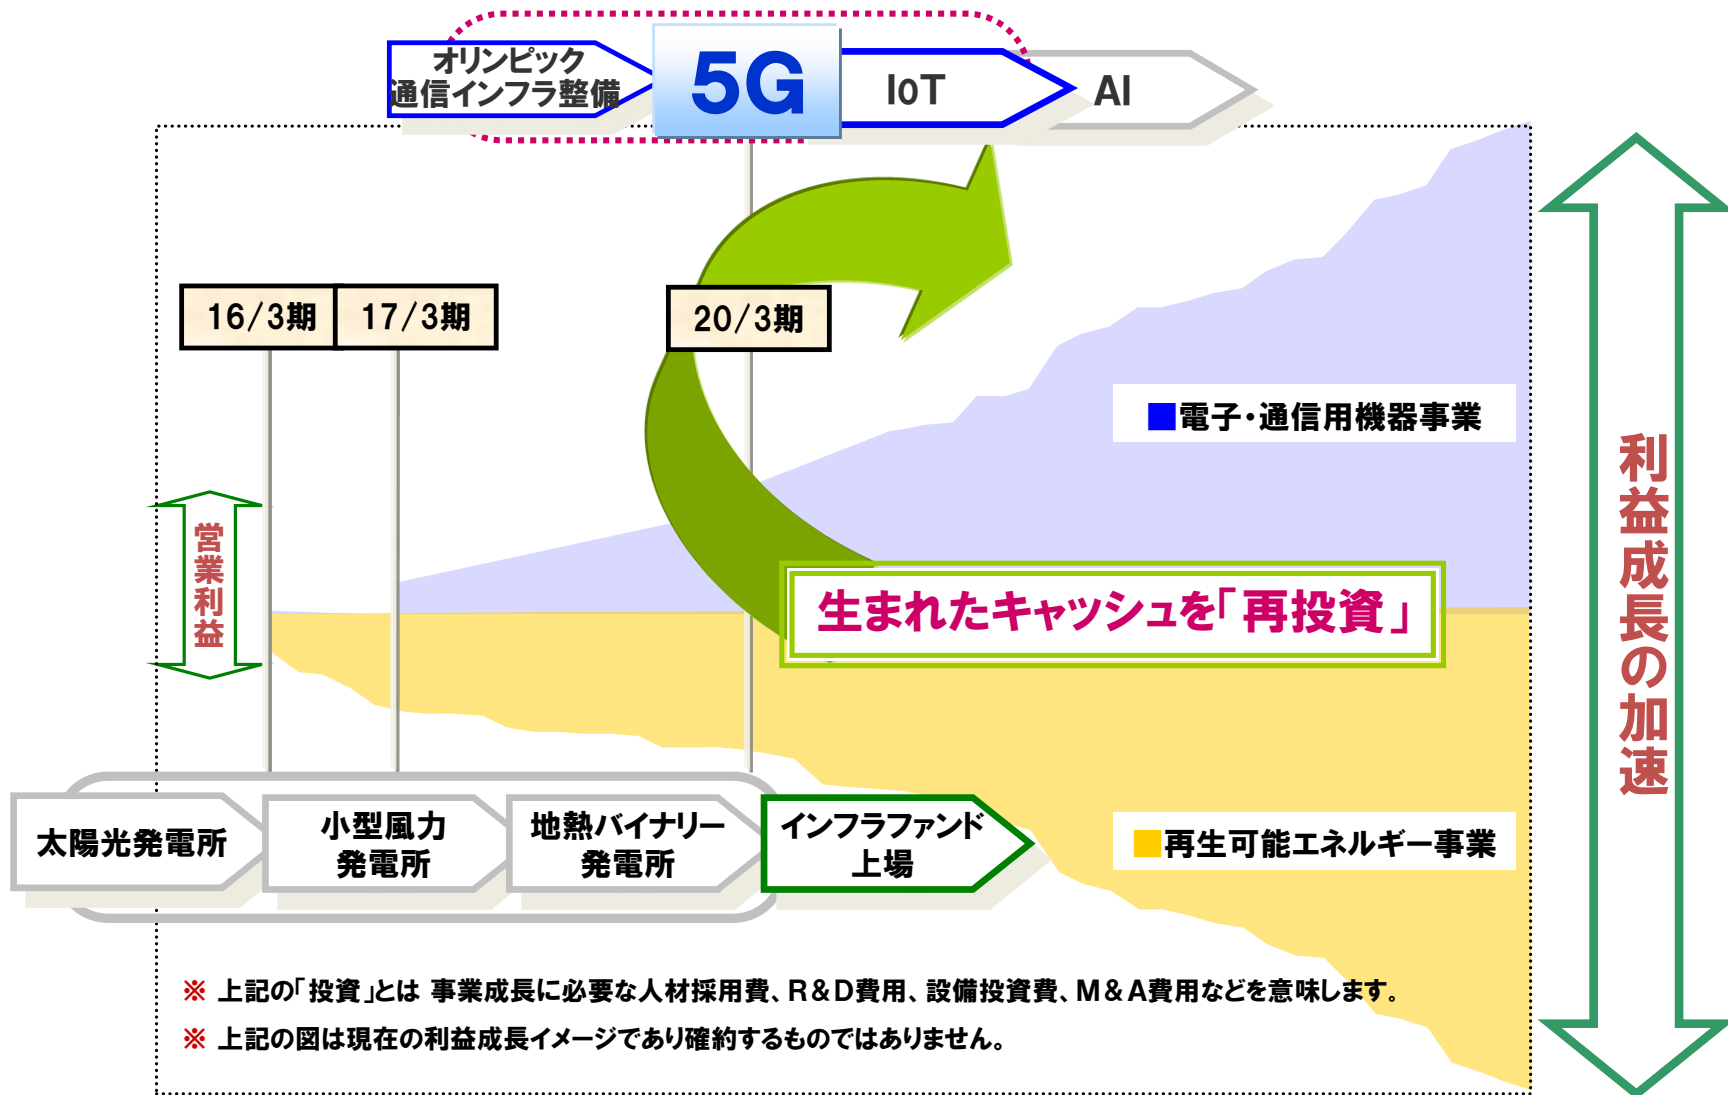 オリンピック
通信インフラ整備
5G
IoT
AI
16/3期
17/3期
20/3期
■電子・通信用機器事業
営業利益
生まれたキャッシュを「再投資」
利益成長の加速
太陽光発電所
小型風力
発電所
地熱バイナリー
発電所
インフラファンド
上場
■再生可能エネルギー事業
※ 上記の「投資」とは 事業成長に必要な人材採用費、R&D費用、設備投資費、M&A費用などを意味します。
※ 上記の図は現在の利益成長イメージであり確約するものではありません。